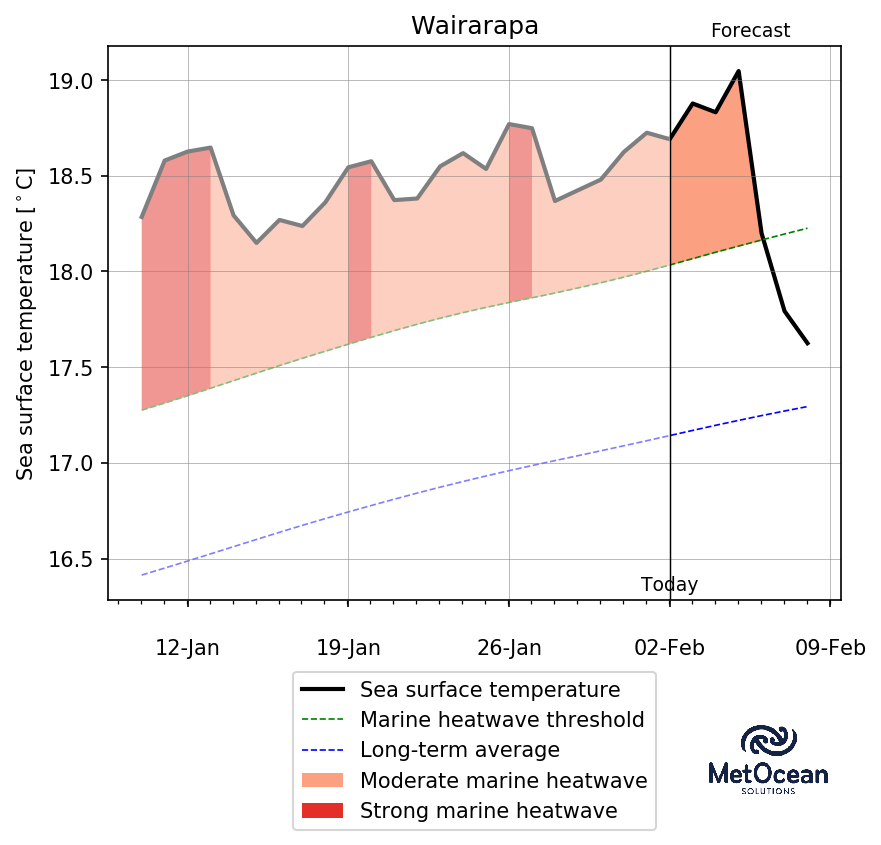 Wairarapa
Forecast
Sea surface temperature [°C]
19.0
18.5
18.0
17.5
17.0
16.5
Today
12-Jan 19-Jan 26-Jan 02-Feb 09-Feb
Sea surface temperature
Marine heatwave threshold
Long-term average
Moderate marine heatwave
Strong marine heatwave
MetOcean
SOLUTIONS